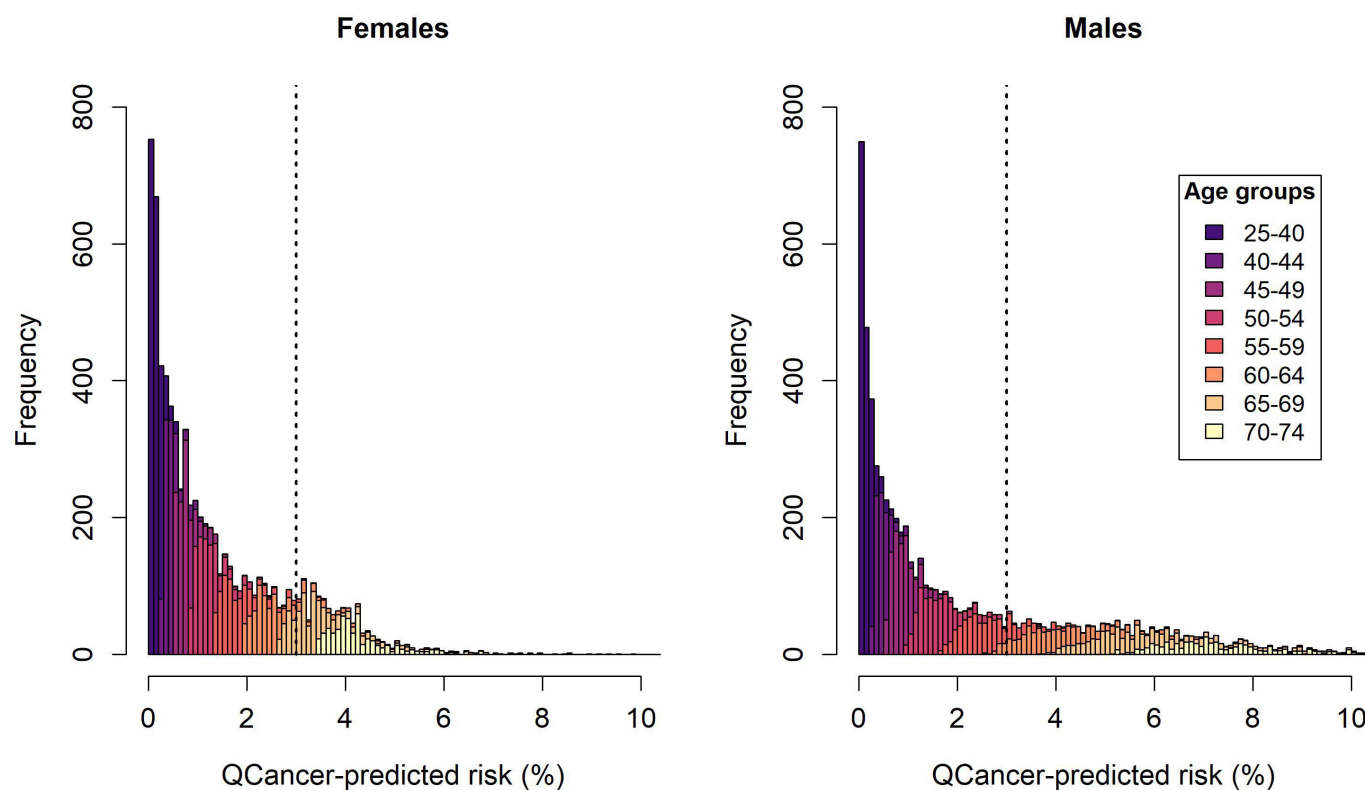 Females
Frequency
0
200
400
600
800
0 2 4 6 8 10
QCancer-predicted risk (%)
Males
Frequency
0
200
400
600
800
0 2 4 6 8 10
QCancer-predicted risk (%)
Age groups
25-40
40-44
45-49
50-54
55-59
60-64
65-69
70-74